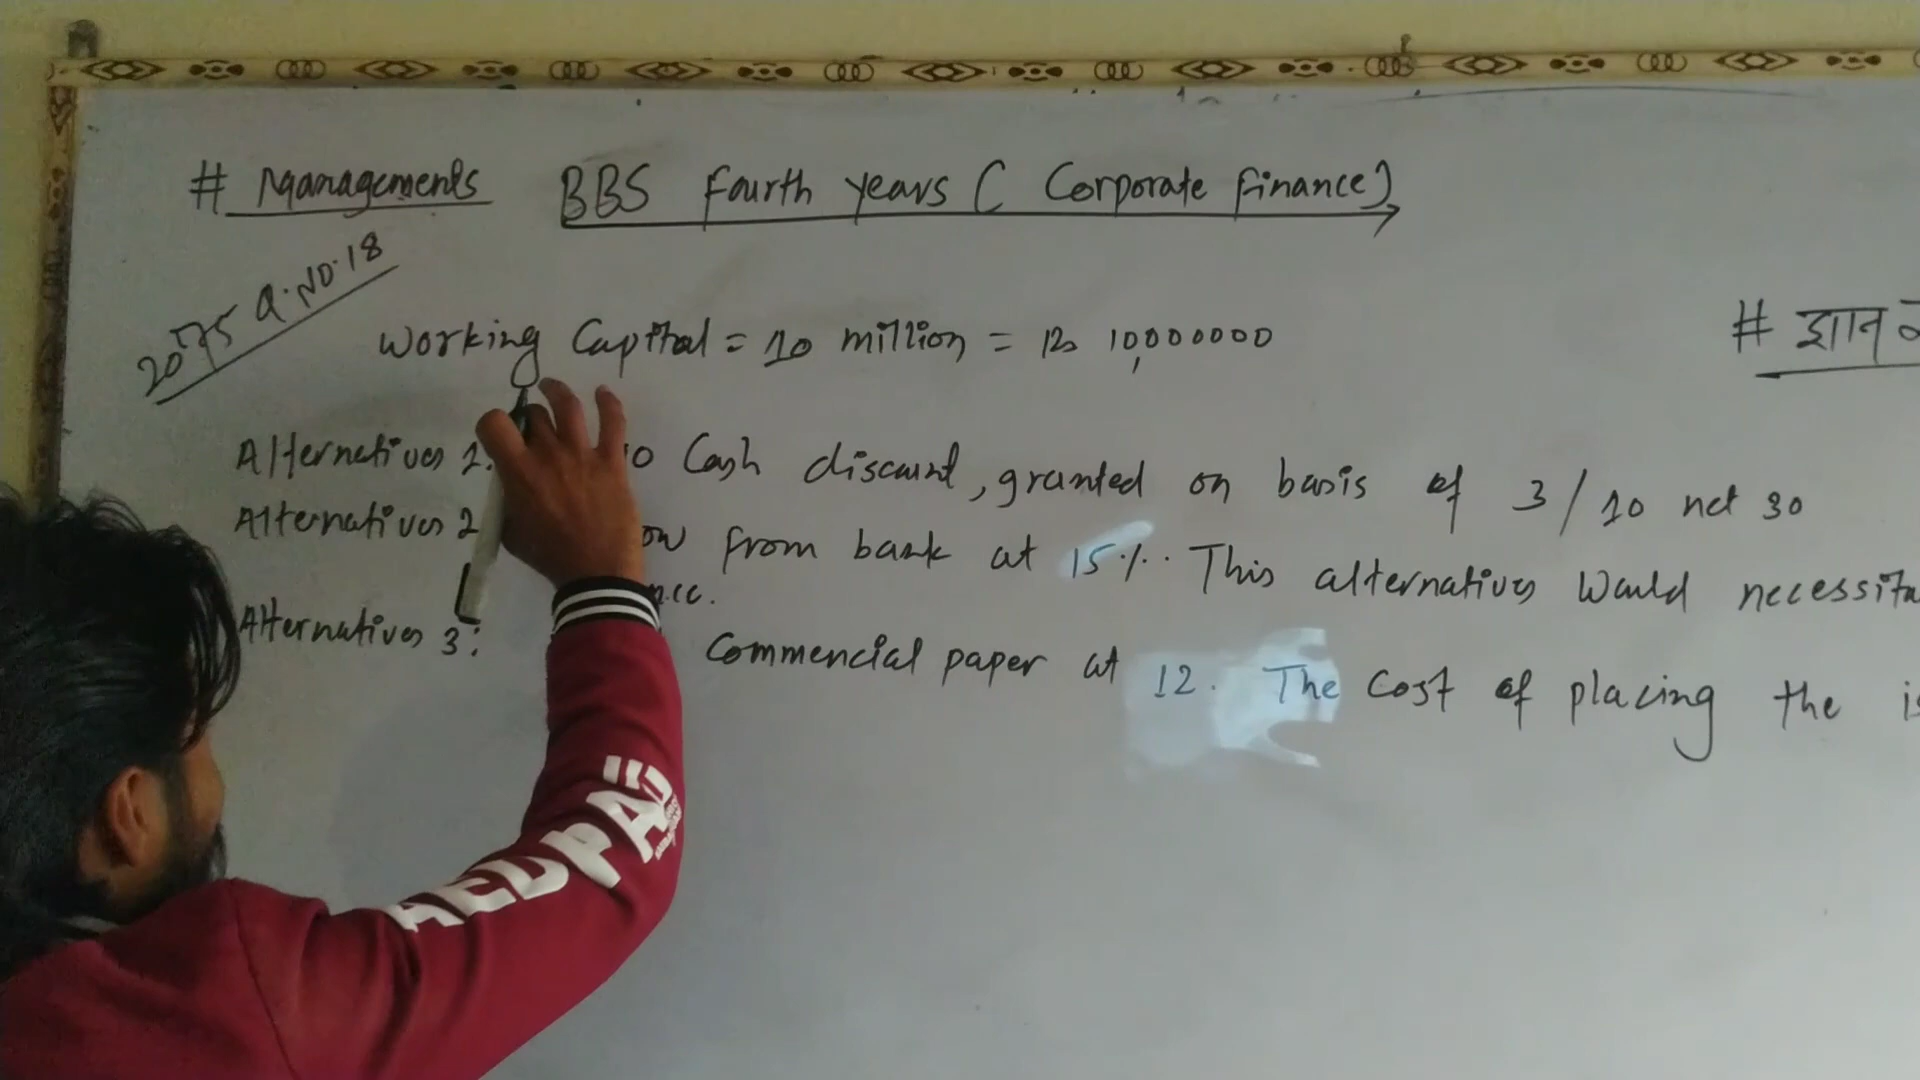 # Managements BBS Fourth years ( Corporate finance)
2075 Q.NO.18
Working Capital = 10 million = Rs 10,000000
# ज्ञान
Alternatives 1. Cash discount, granted on basis of 3/10 net 30
Alternatives 2 ow from bank at 15%. This alternatives Would necessita
Alternatives 3: Commencial paper at 12. The Cost of placing the is